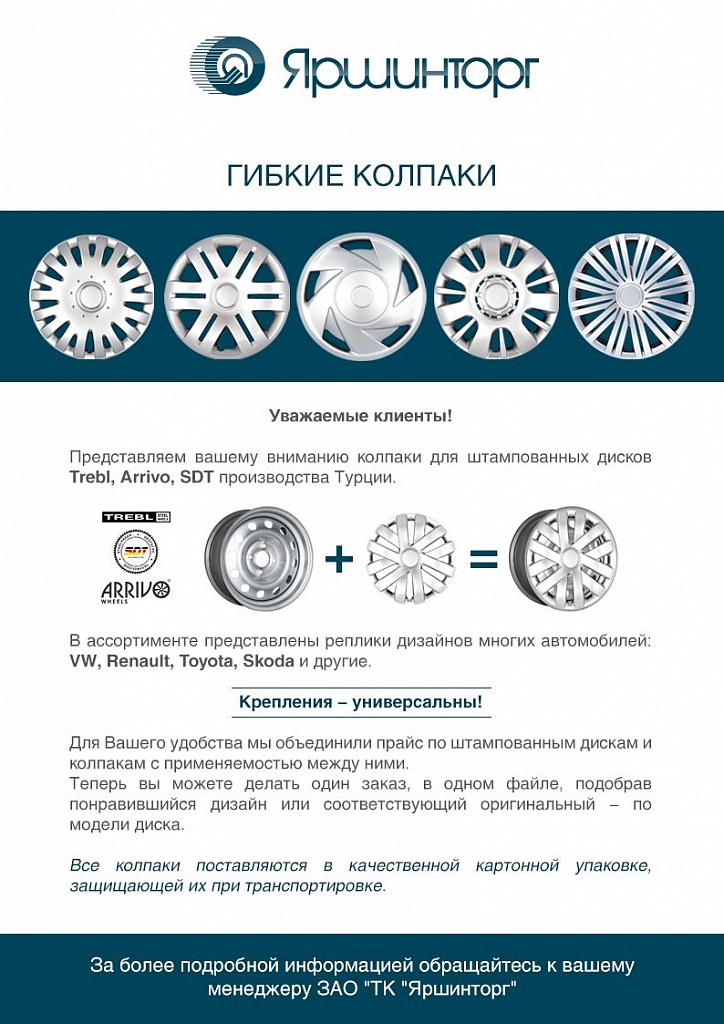 Яршинторг
ГИБКИЕ КОЛПАКИ
Уважаемые клиенты!
Представляем вашему вниманию колпаки для штампованных дисков
Trebl, Arrivo, SDT производства Турции.
TREBL STEEL WHEELS
SDT
ARRIVO
WHEELS
+ =
В ассортименте представлены реплики дизайнов многих автомобилей:
VW, Renault, Toyota, Skoda и другие.
Крепления – универсальны!
Для Вашего удобства мы объединили прайс по штампованным дискам и
колпакам с применяемостью между ними.
Теперь вы можете делать один заказ, в одном файле, подобрав
понравившийся дизайн или соответствующий оригинальный – по
модели диска.
Все колпаки поставляются в качественной картонной упаковке,
защищающей их при транспортировке.
За более подробной информацией обращайтесь к вашему
менеджеру ЗАО "ТК "Яршинторг"